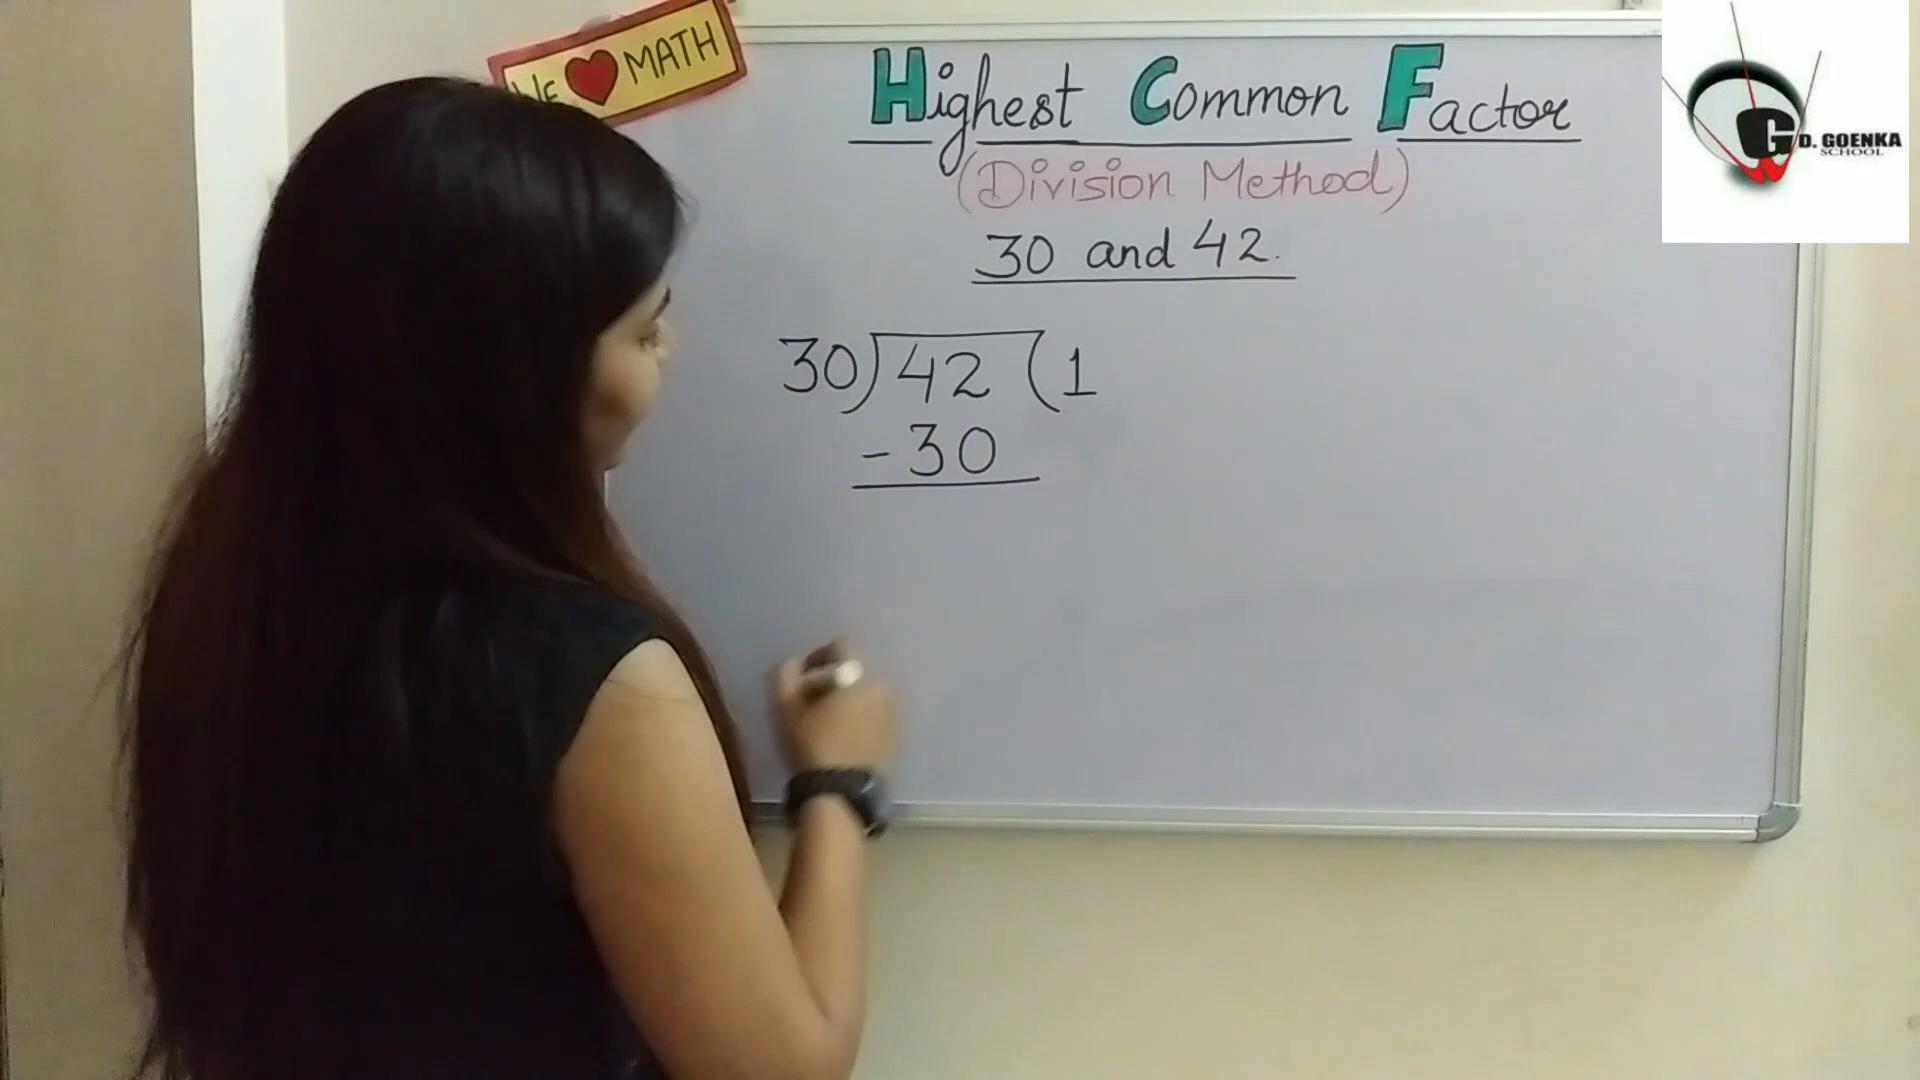 WE ❤ MATH
Highest Common Factor
(Division Method)
30 and 42.
30)42(1
-30
G D. GOENKA
SCHOOL